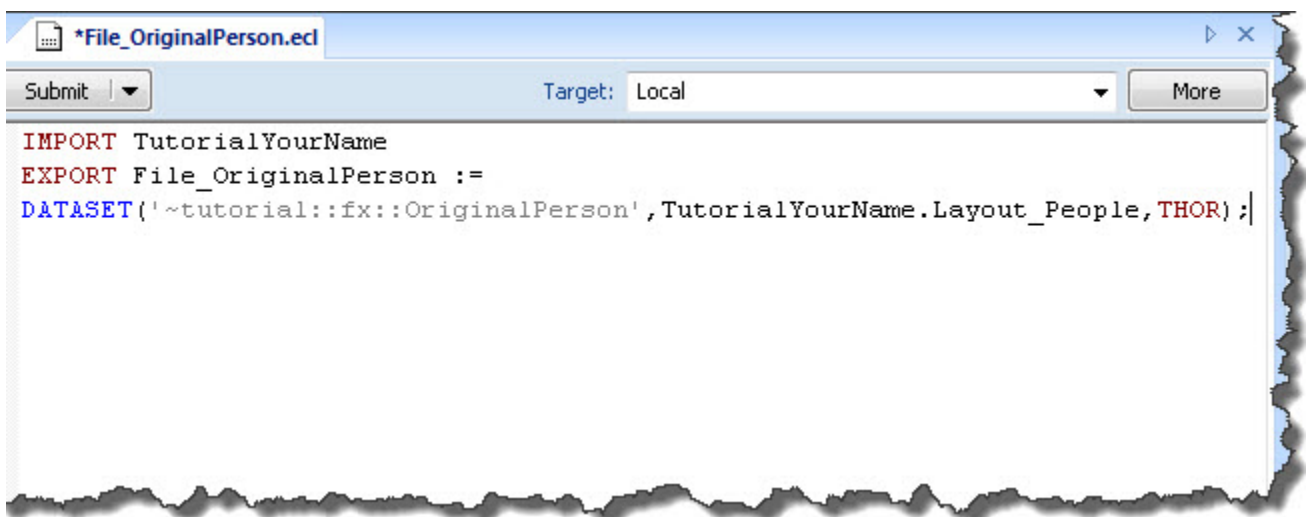 *File_OriginalPerson.ecl
Submit Target: Local More
IMPORT TutorialYourName
EXPORT File_OriginalPerson :=
DATASET('~tutorial::fx::OriginalPerson',TutorialYourName.Layout_People,THOR);